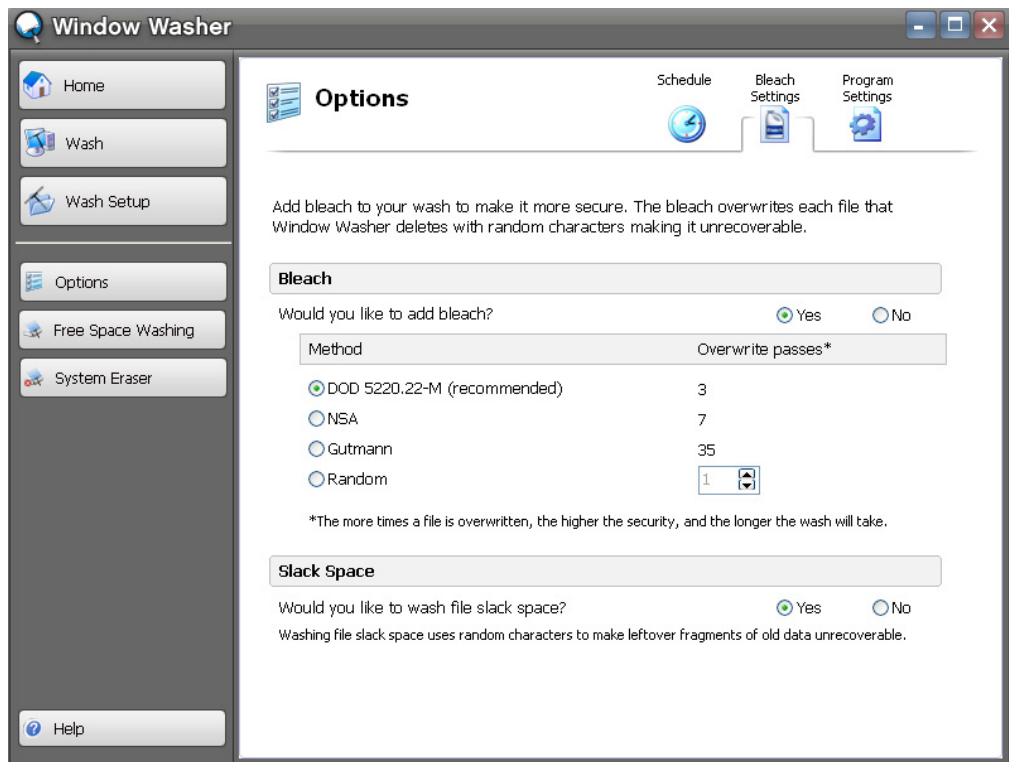 Window Washer
Home
Wash
Wash Setup
Options
Free Space Washing
System Eraser
Help
Options
Schedule
Bleach
Settings
Program
Settings
Add bleach to your wash to make it more secure. The bleach overwrites each file that
Window Washer deletes with random characters making it unrecoverable.
Bleach
Would you like to add bleach? Yes No
Method Overwrite passes*
DOD 5220.22-M (recommended) 3
NSA 7
Gutmann 35
Random 1
*The more times a file is overwritten, the higher the security, and the longer the wash will take.
Slack Space
Would you like to wash file slack space? Yes No
Washing file slack space uses random characters to make leftover fragments of old data unrecoverable.